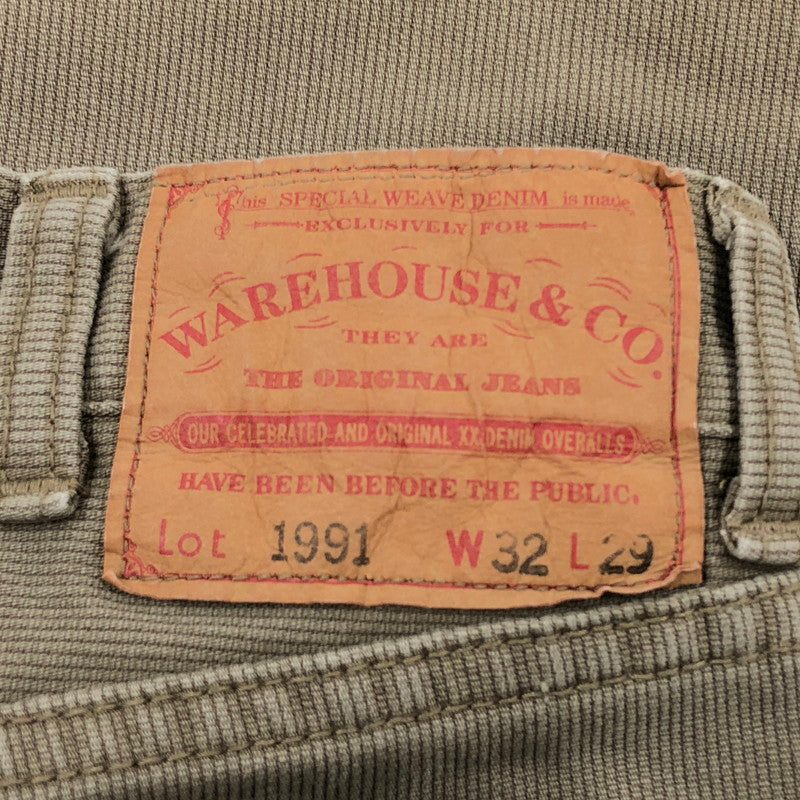 This SPECIAL WEAVE DENIM is made
EXCLUSIVELY FOR
WAREHOUSE & CO.
THEY ARE
THE ORIGINAL JEANS
OUR CELEBRATED AND ORIGINAL XX DENIM OVERALLS
HAVE BEEN BEFORE THE PUBLIC.
Lot 1991 W32 L29